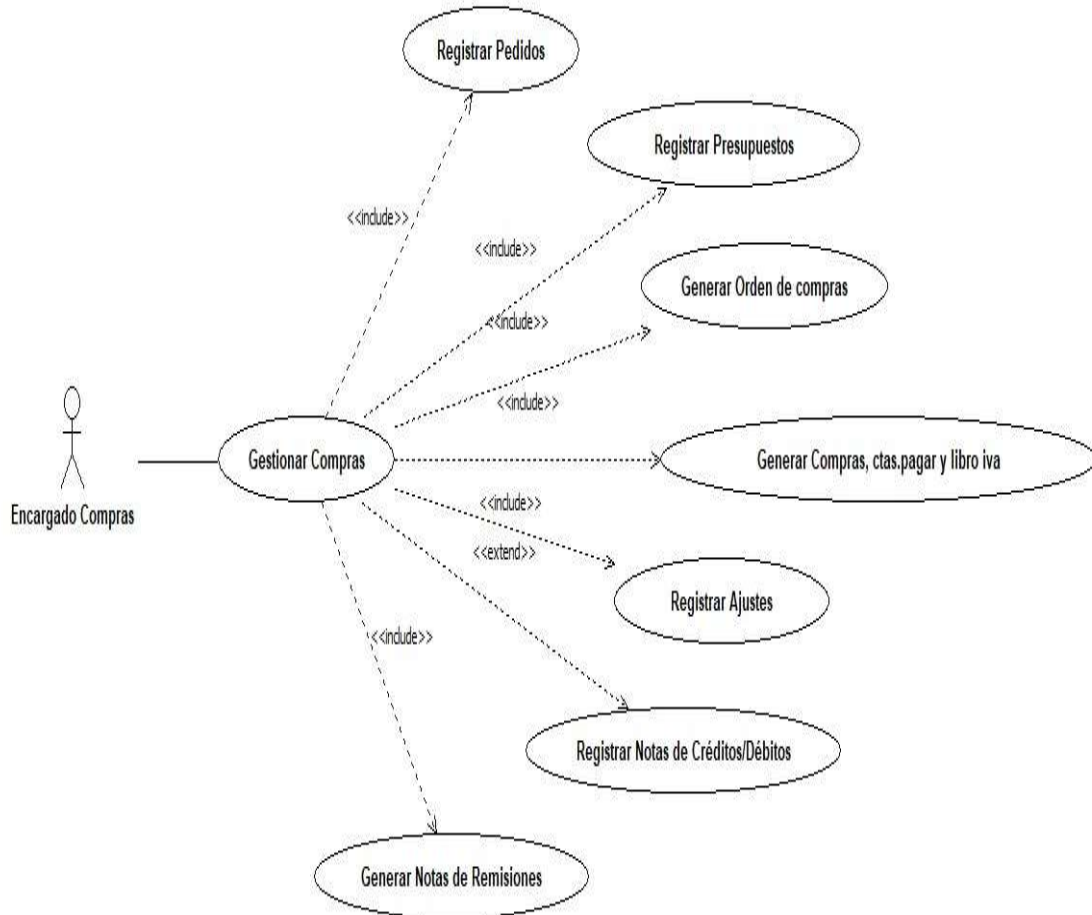 Registrar Pedidos
Registrar Presupuestos
<<include>>
<<include>>
Generar Orden de compras
<<include>>
<<include>>
Gestionar Compras
Generar Compras, ctas.pagar y libro iva
Encargado Compras
<<include>>
<<extend>>
Registrar Ajustes
<<include>>
Registrar Notas de Créditos/Débitos
Generar Notas de Remisiones